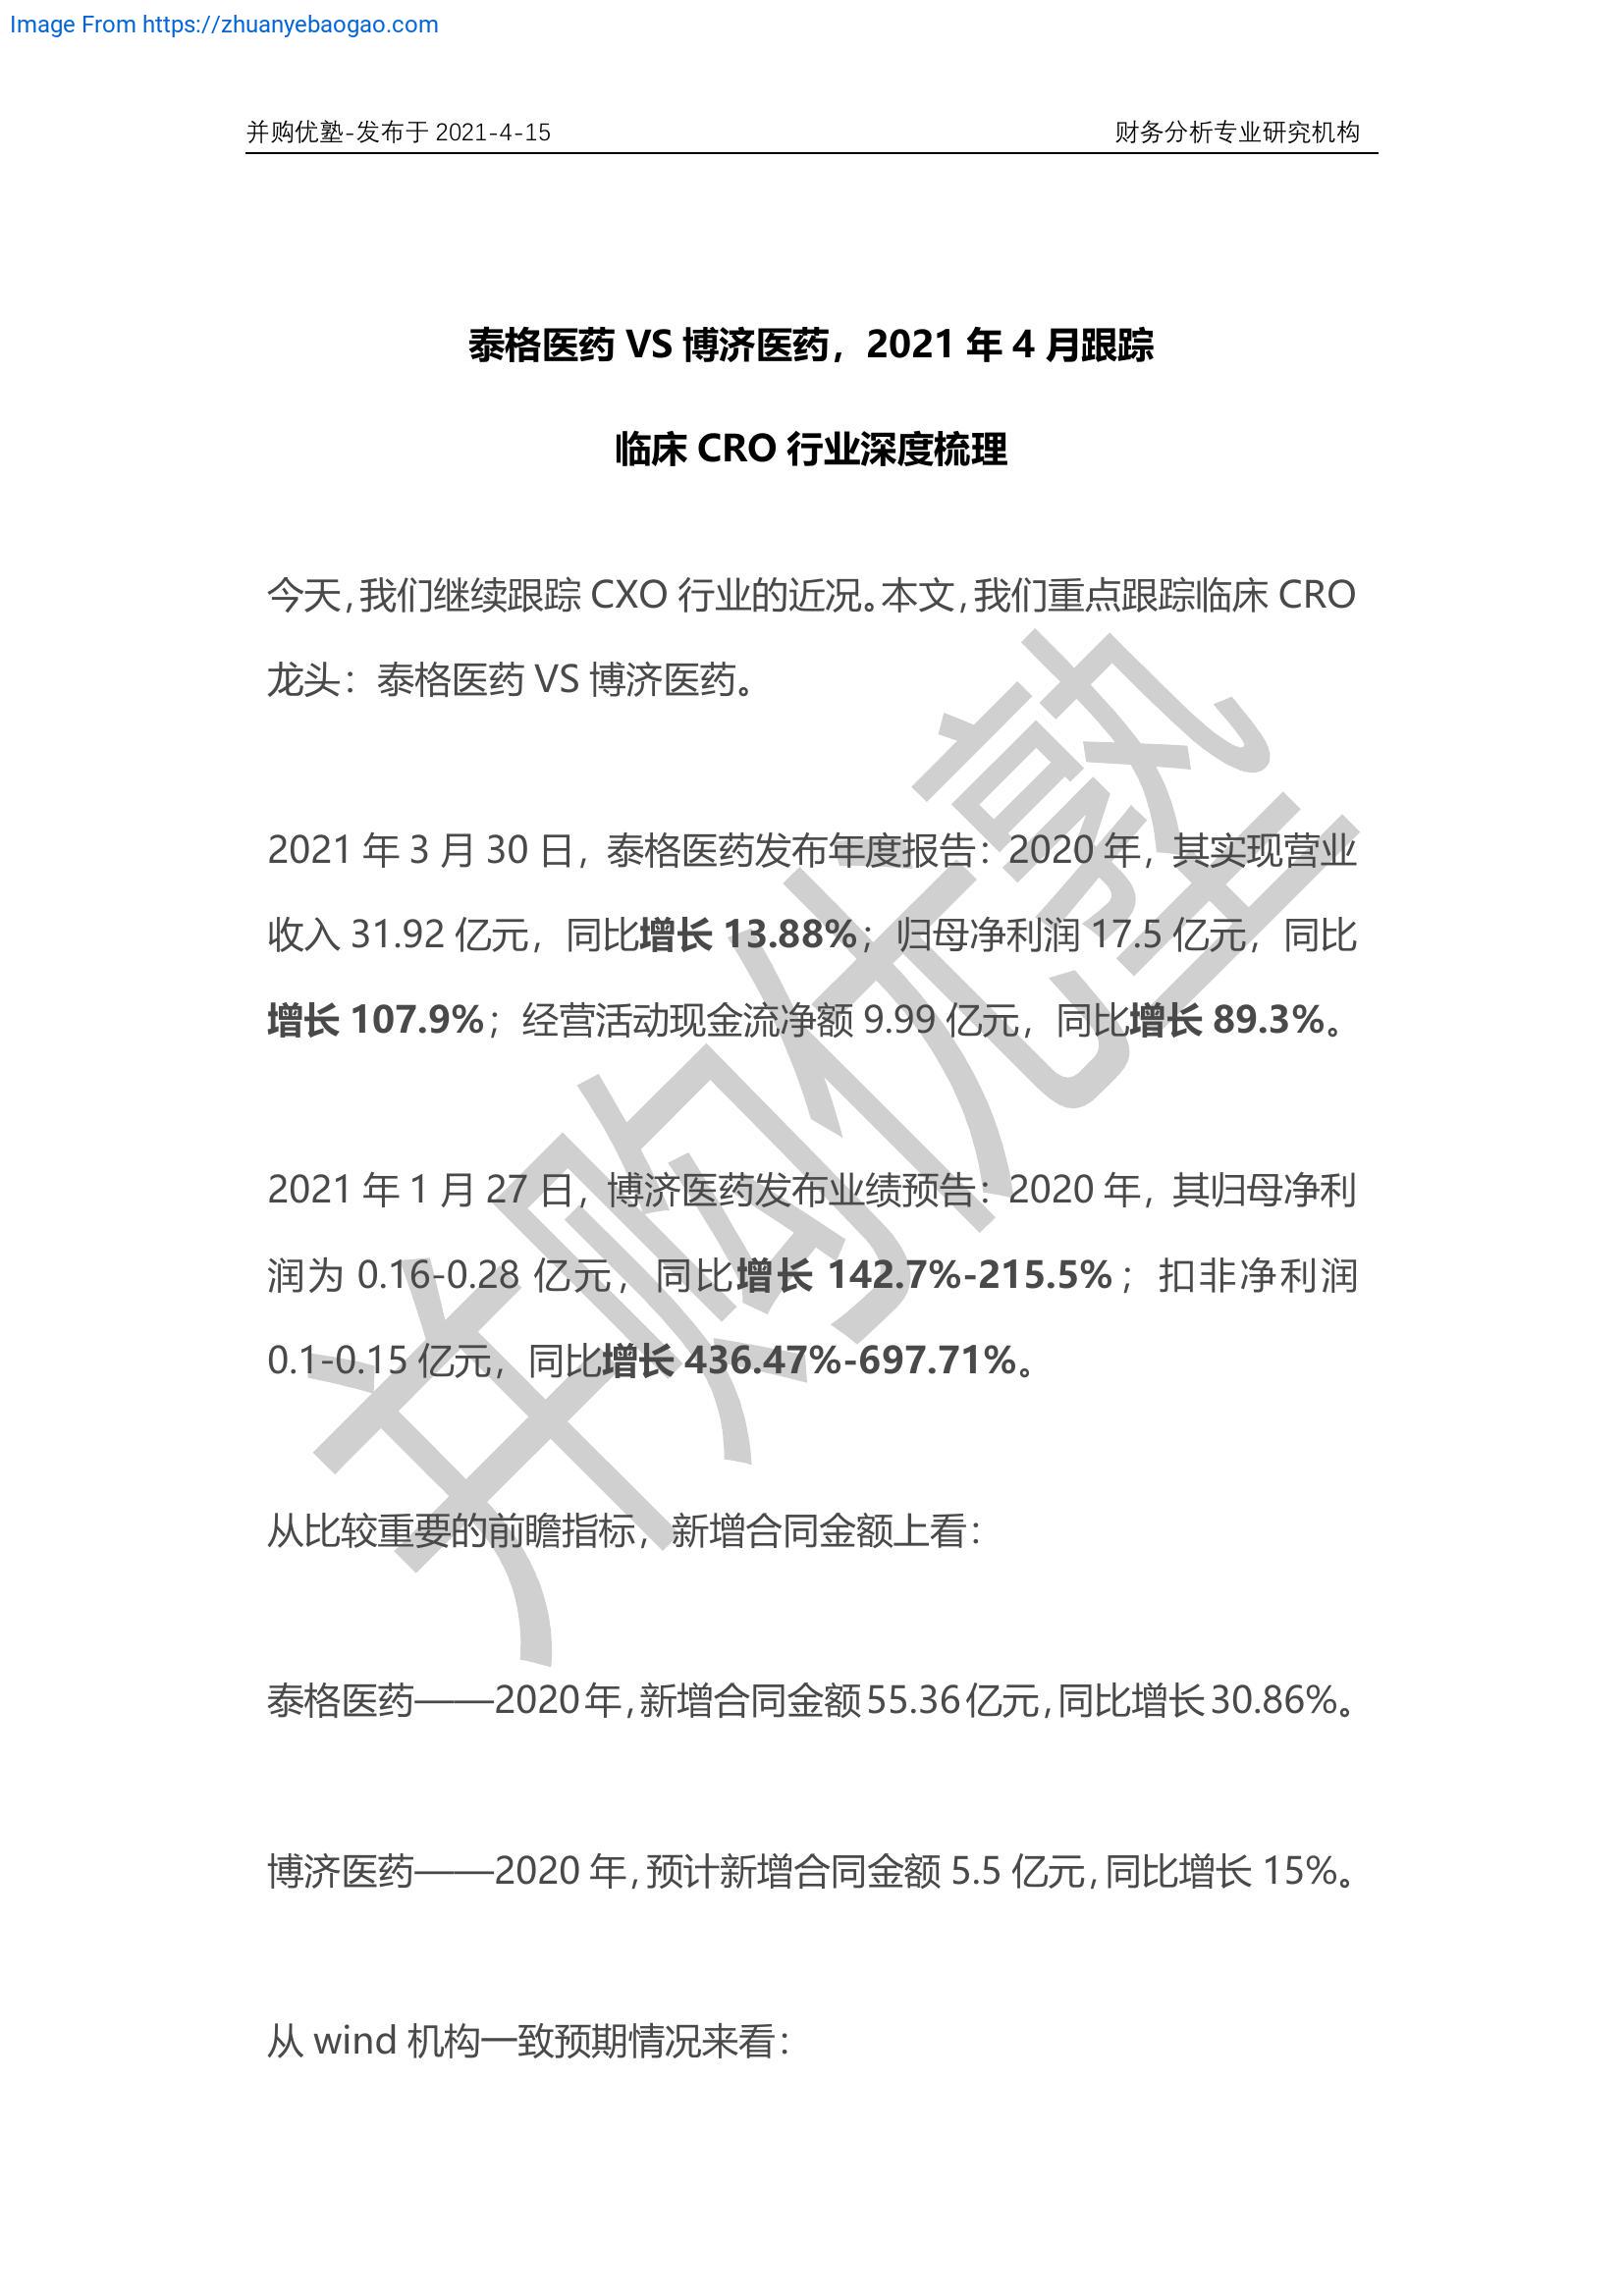 Image From https://zhuanyebaogao.com
并购优塾-发布于 2021-4-15 财务分析专业研究机构
泰格医药 VS 博济医药，2021 年 4 月跟踪
临床 CRO 行业深度梳理
今天，我们继续跟踪 CXO 行业的近况。本文，我们重点跟踪临床 CRO
龙头：泰格医药 VS 博济医药。
2021 年 3 月 30 日，泰格医药发布年度报告：2020 年，其实现营业
收入 31.92 亿元，同比增长 13.88%；归母净利润 17.5 亿元，同比
增长 107.9%；经营活动现金流净额 9.99 亿元，同比增长 89.3%。
2021 年 1 月 27 日，博济医药发布业绩预告：2020 年，其归母净利
润为 0.16-0.28 亿元，同比增长 142.7%-215.5%；扣非净利润
0.1-0.15 亿元，同比增长 436.47%-697.71%。
从比较重要的前瞻指标，新增合同金额上看：
泰格医药——2020 年，新增合同金额 55.36 亿元，同比增长 30.86%。
博济医药——2020 年，预计新增合同金额 5.5 亿元，同比增长 15%。
从 wind 机构一致预期情况来看：
并购优塾